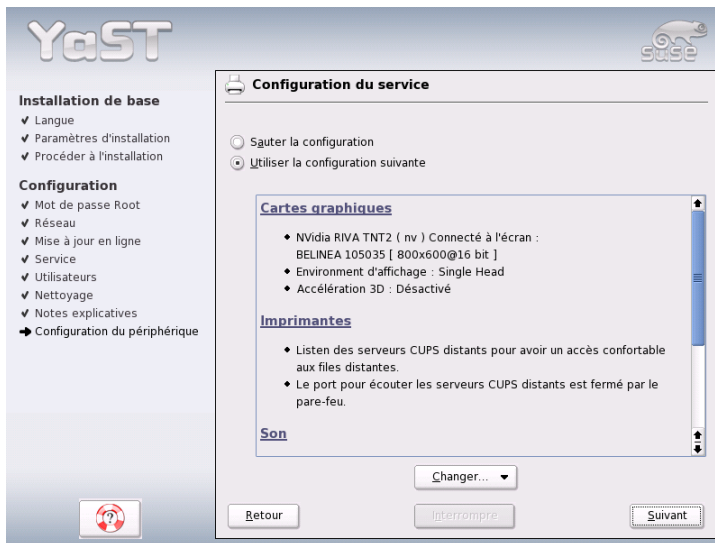 YaST
SUSE
Installation de base
Langue
Paramètres d'installation
Procéder à l'installation
Configuration
Mot de passe Root
Réseau
Mise à jour en ligne
Service
Utilisateurs
Nettoyage
Notes explicatives
Configuration du périphérique
Configuration du service
Sauter la configuration
Utiliser la configuration suivante
Cartes graphiques
NVidia RIVA TNT2 ( nv ) Connecté à l'écran :
BELINEA 105035 [ 800x600@16 bit ]
Environment d'affichage : Single Head
Accélération 3D : Désactivé
Imprimantes
Listen des serveurs CUPS distants pour avoir un accès confortable
aux files distantes.
Le port pour écouter les serveurs CUPS distants est fermé par le
pare-feu.
Son
Changer...
Retour
Interrompre
Suivant